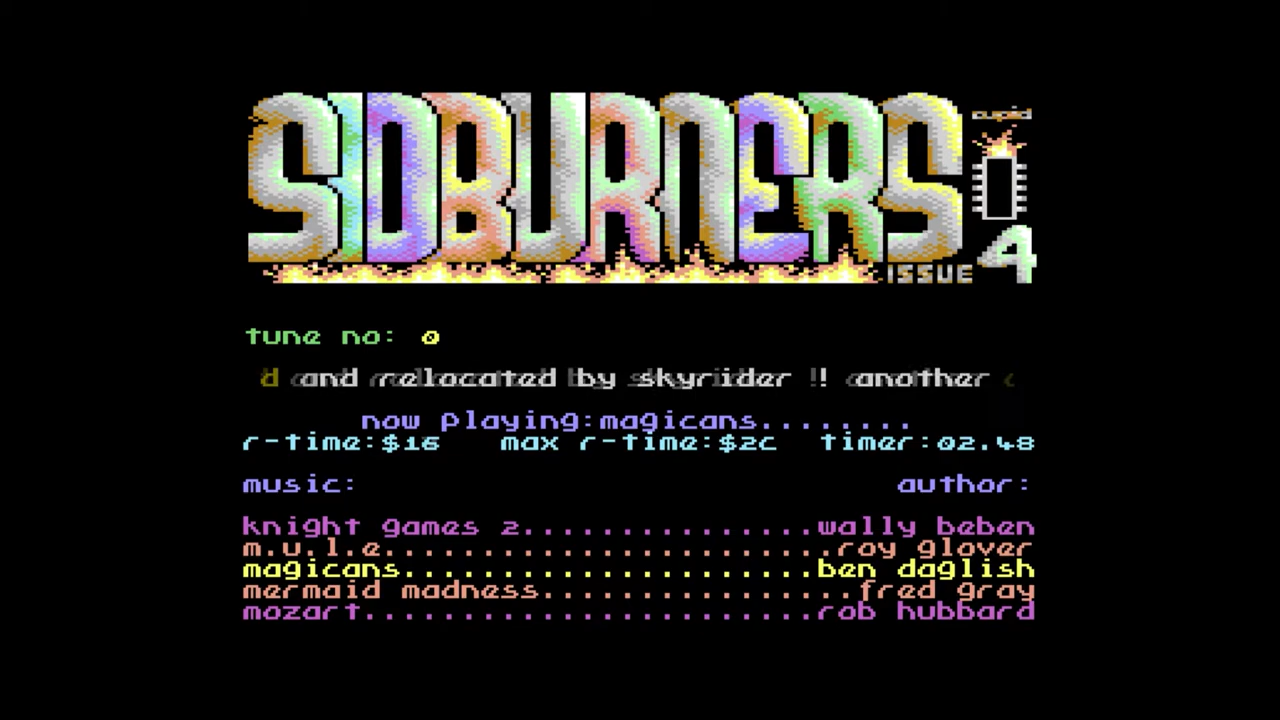 SIDBURNERS
cupid
ISSUE 4
tune no: 0
d and relocated by skyrider !! another
now playing:magicans........
r-time:$16 max r-time:$2c timer:02.48
music: author:
knight games 2...............wally beben
m.u.l.e.......................roy glover
magicans.....................ben daglish
mermaid madness................fred gray
mozart.......................rob hubbard